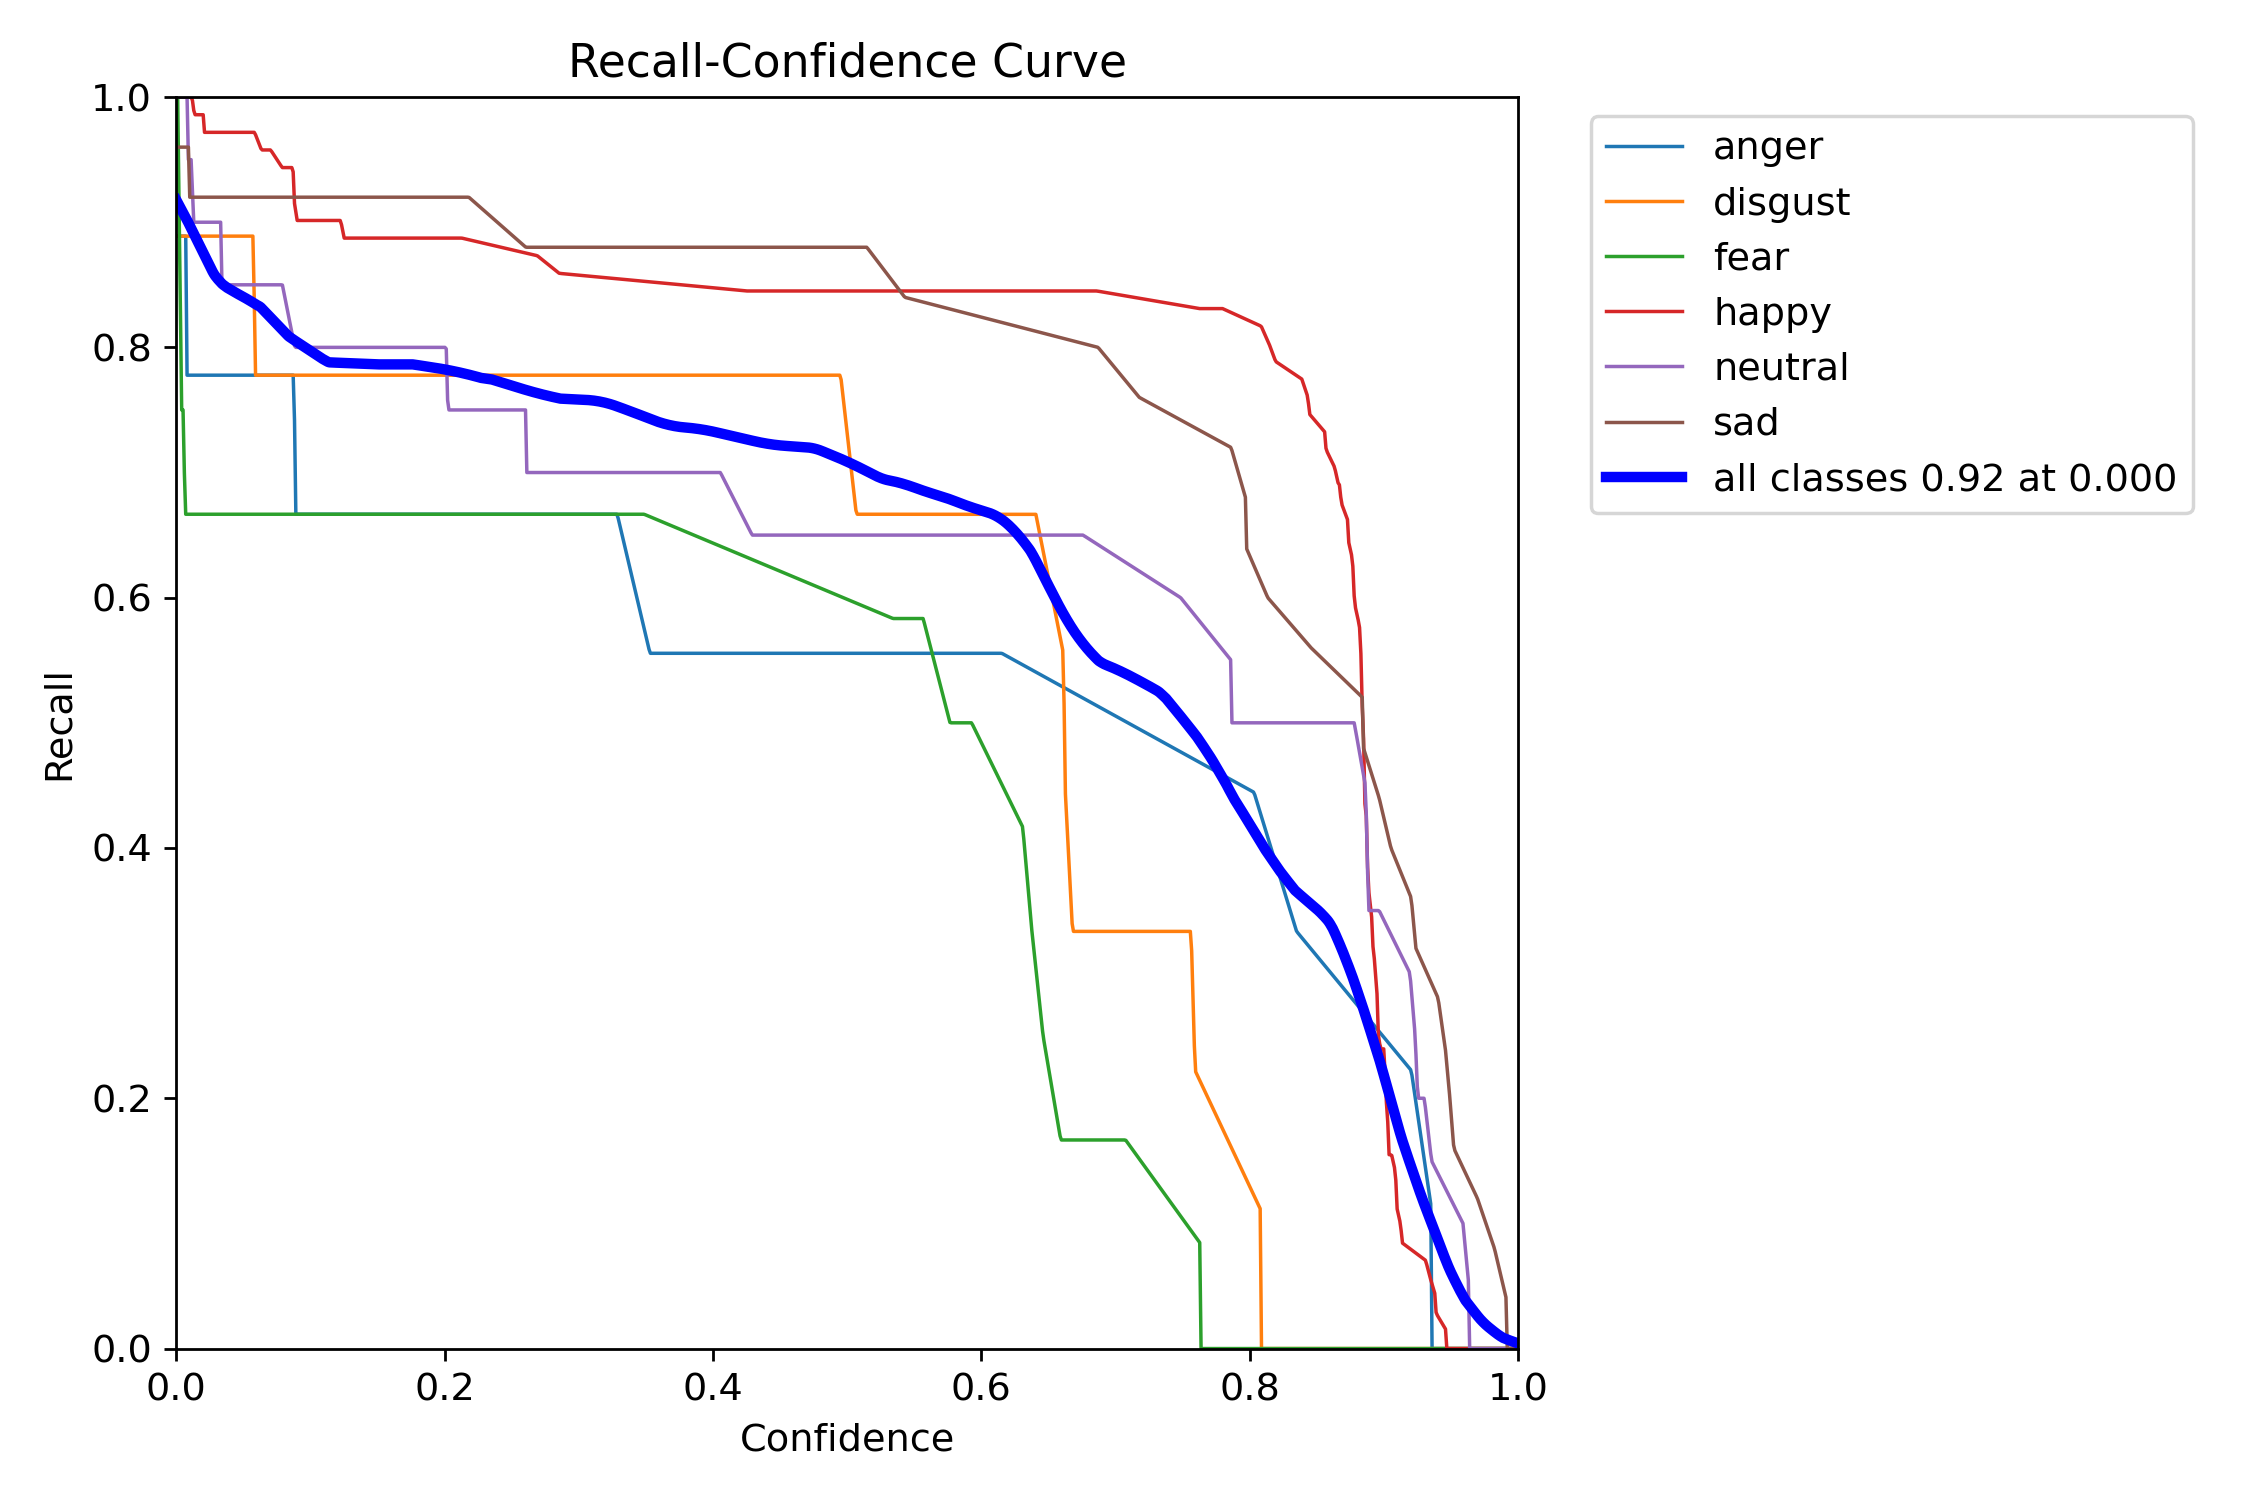 Recall-Confidence Curve
1.0
0.8
0.6
0.4
0.2
0.0
Recall
0.0 0.2 0.4 0.6 0.8 1.0
Confidence
anger
disgust
fear
happy
neutral
sad
all classes 0.92 at 0.000